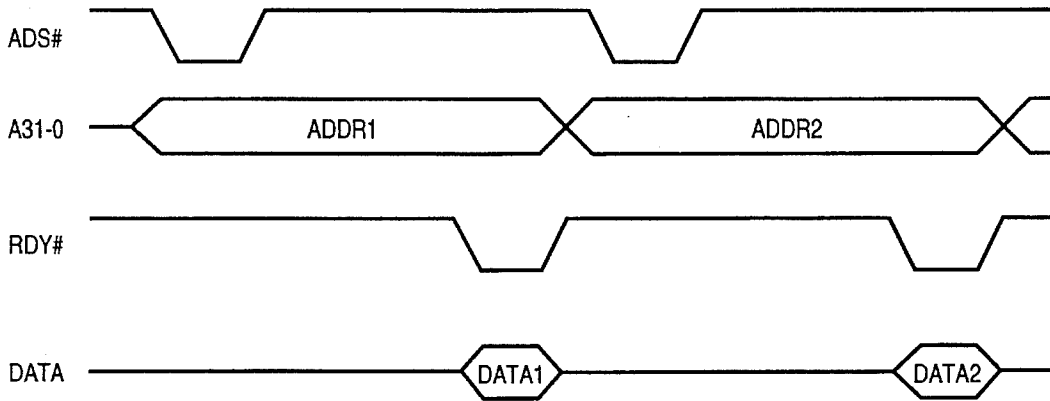 ADS#
A31-0
ADDR1
ADDR2
RDY#
DATA
DATA1
DATA2